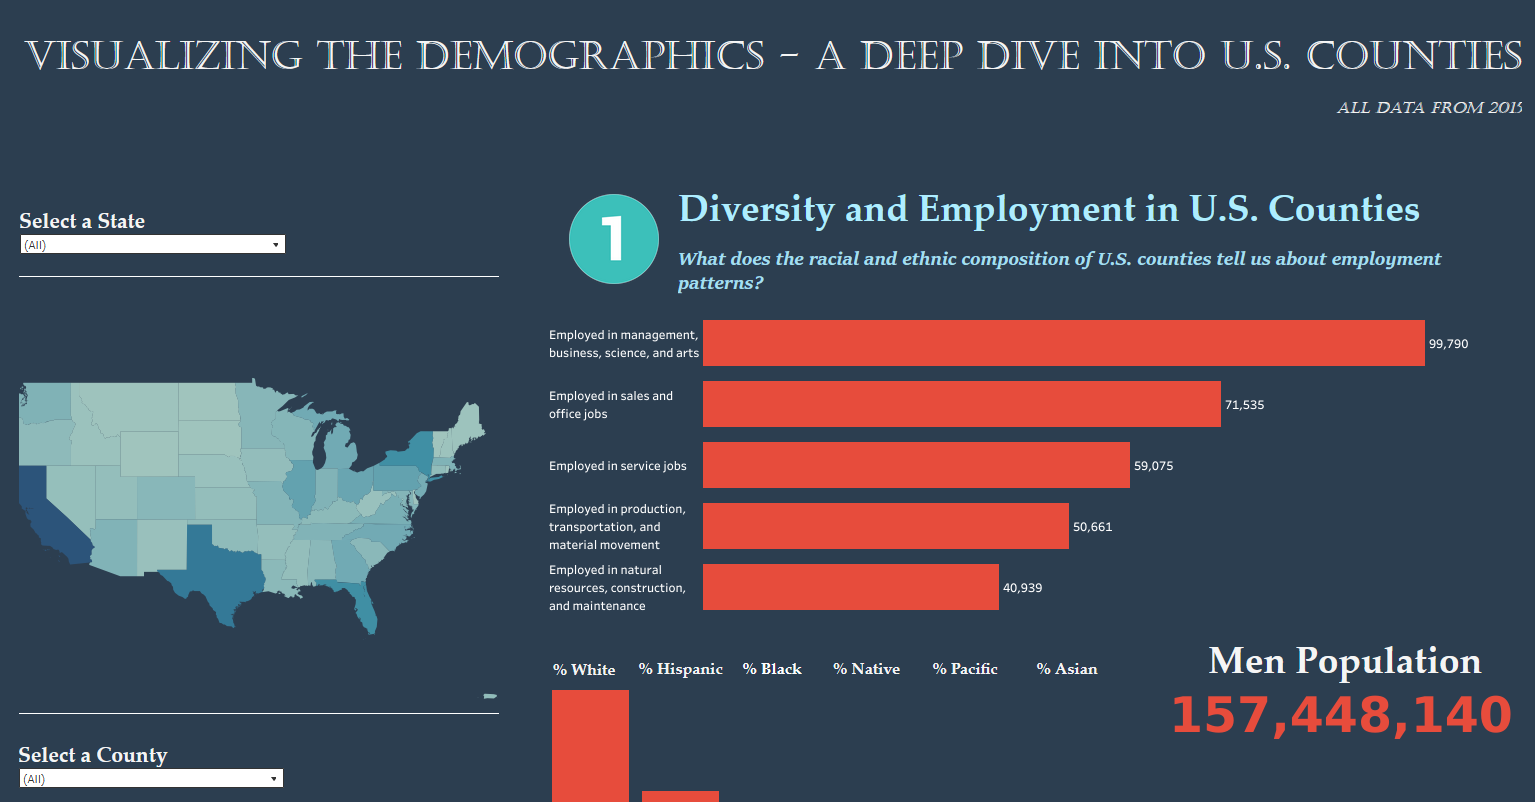 VISUALIZING THE DEMOGRAPHICS – A DEEP DIVE INTO U.S. COUNTIES
ALL DATA FROM 2015
Select a State
(All)
1
Diversity and Employment in U.S. Counties
What does the racial and ethnic composition of U.S. counties tell us about employment
patterns?
Employed in management,
business, science, and arts
99,790
Employed in sales and
office jobs
71,535
Employed in service jobs
59,075
Employed in production,
transportation, and
material movement
50,661
Employed in natural
resources, construction,
and maintenance
40,939
% White
% Hispanic
% Black
% Native
% Pacific
% Asian
Men Population
157,448,140
Select a County
(All)